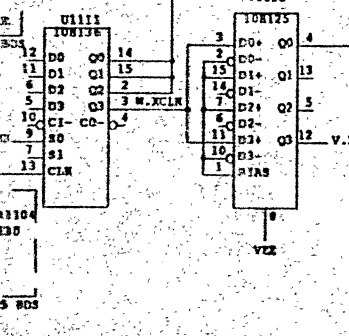 U1111
10H136
12 D0 Q0 14
11 D1 Q1 15
6 D2 Q2 2
5 D3 Q3 3 M.XCLK
10 CI- CO- 4
9 S0
7 S1
13 CLK
10H125
3 D0+ Q0 4
2 D0-
15 D1+ Q1 13
14 D1-
7 D2+ Q2 5
6 D2-
11 D3+ Q3 12 V.
10 D3-
1 BIAS
8
VEE
1104
E30
S BDS